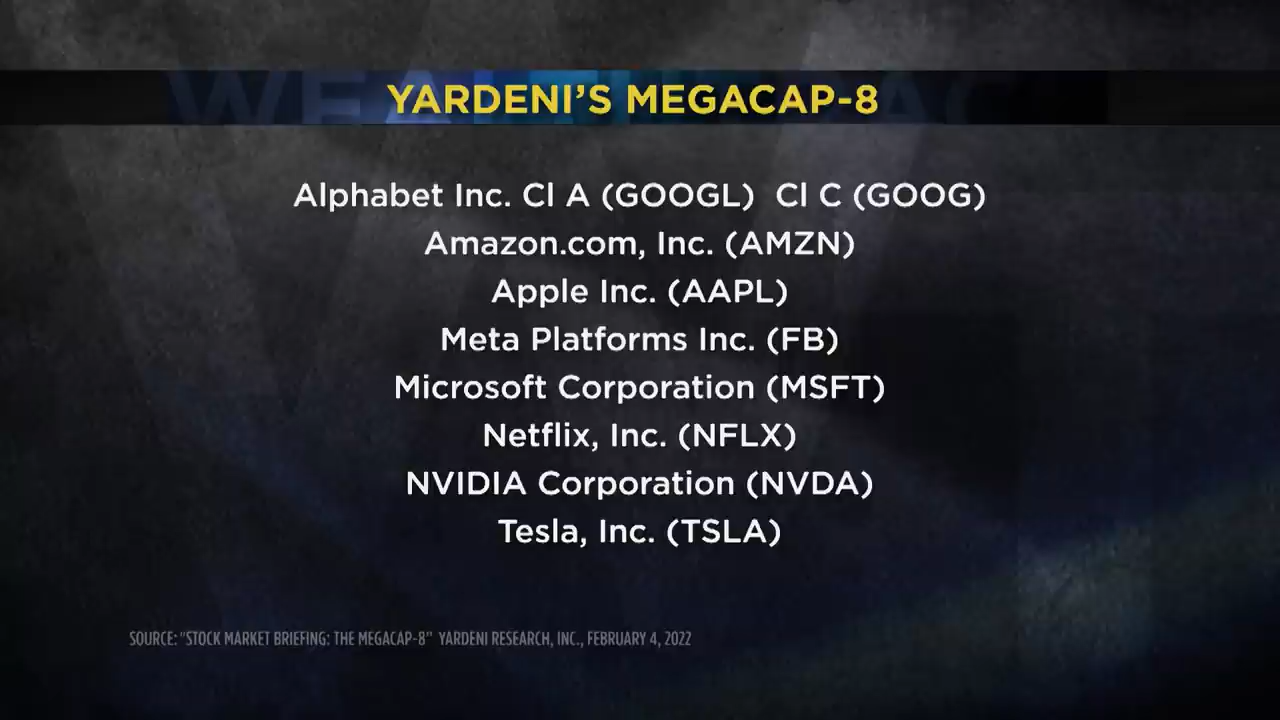 YARDENI'S MEGACAP-8
Alphabet Inc. Cl A (GOOGL)  Cl C (GOOG)
Amazon.com, Inc. (AMZN)
Apple Inc. (AAPL)
Meta Platforms Inc. (FB)
Microsoft Corporation (MSFT)
Netflix, Inc. (NFLX)
NVIDIA Corporation (NVDA)
Tesla, Inc. (TSLA)
SOURCE: "STOCK MARKET BRIEFING: THE MEGACAP-8" YARDENI RESEARCH, INC., FEBRUARY 4, 2022